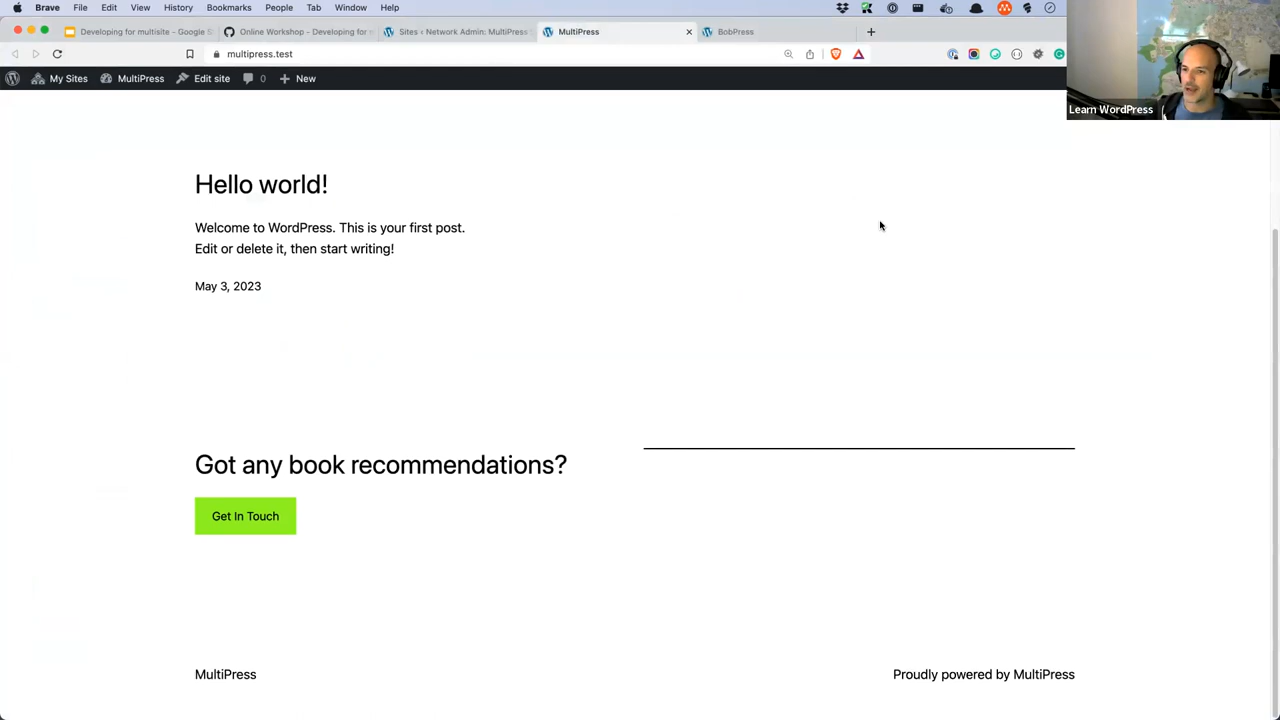 Brave File Edit View History Bookmarks People Tab Window Help
Developing for multisite - Google S
Online Workshop - Developing for m
Sites ‹ Network Admin: MultiPress
MultiPress
BobPress
multipress.test
My Sites MultiPress Edit site 0 New
Learn WordPress
Hello world!
Welcome to WordPress. This is your first post.
Edit or delete it, then start writing!
May 3, 2023
Got any book recommendations?
Get In Touch
MultiPress
Proudly powered by MultiPress